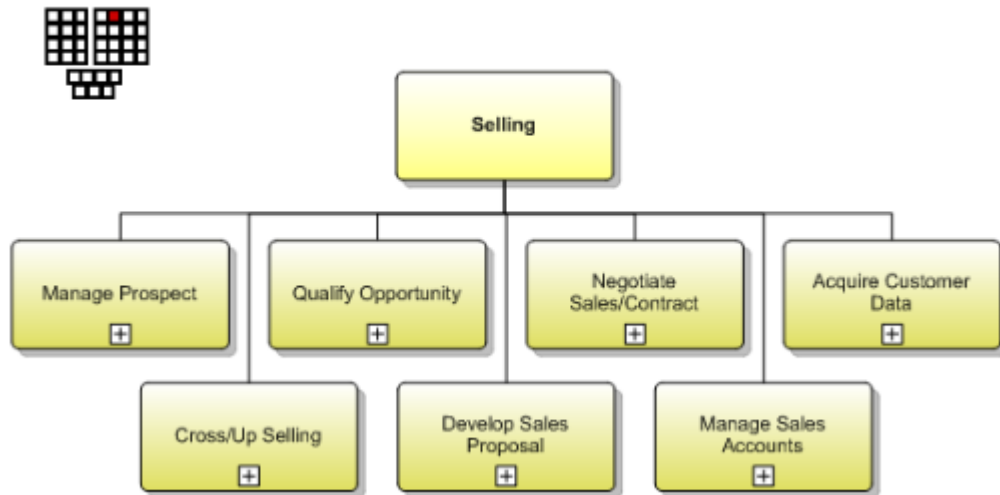 Selling
Manage Prospect
Qualify Opportunity
Negotiate
Sales/Contract
Acquire Customer
Data
Cross/Up Selling
Develop Sales
Proposal
Manage Sales
Accounts